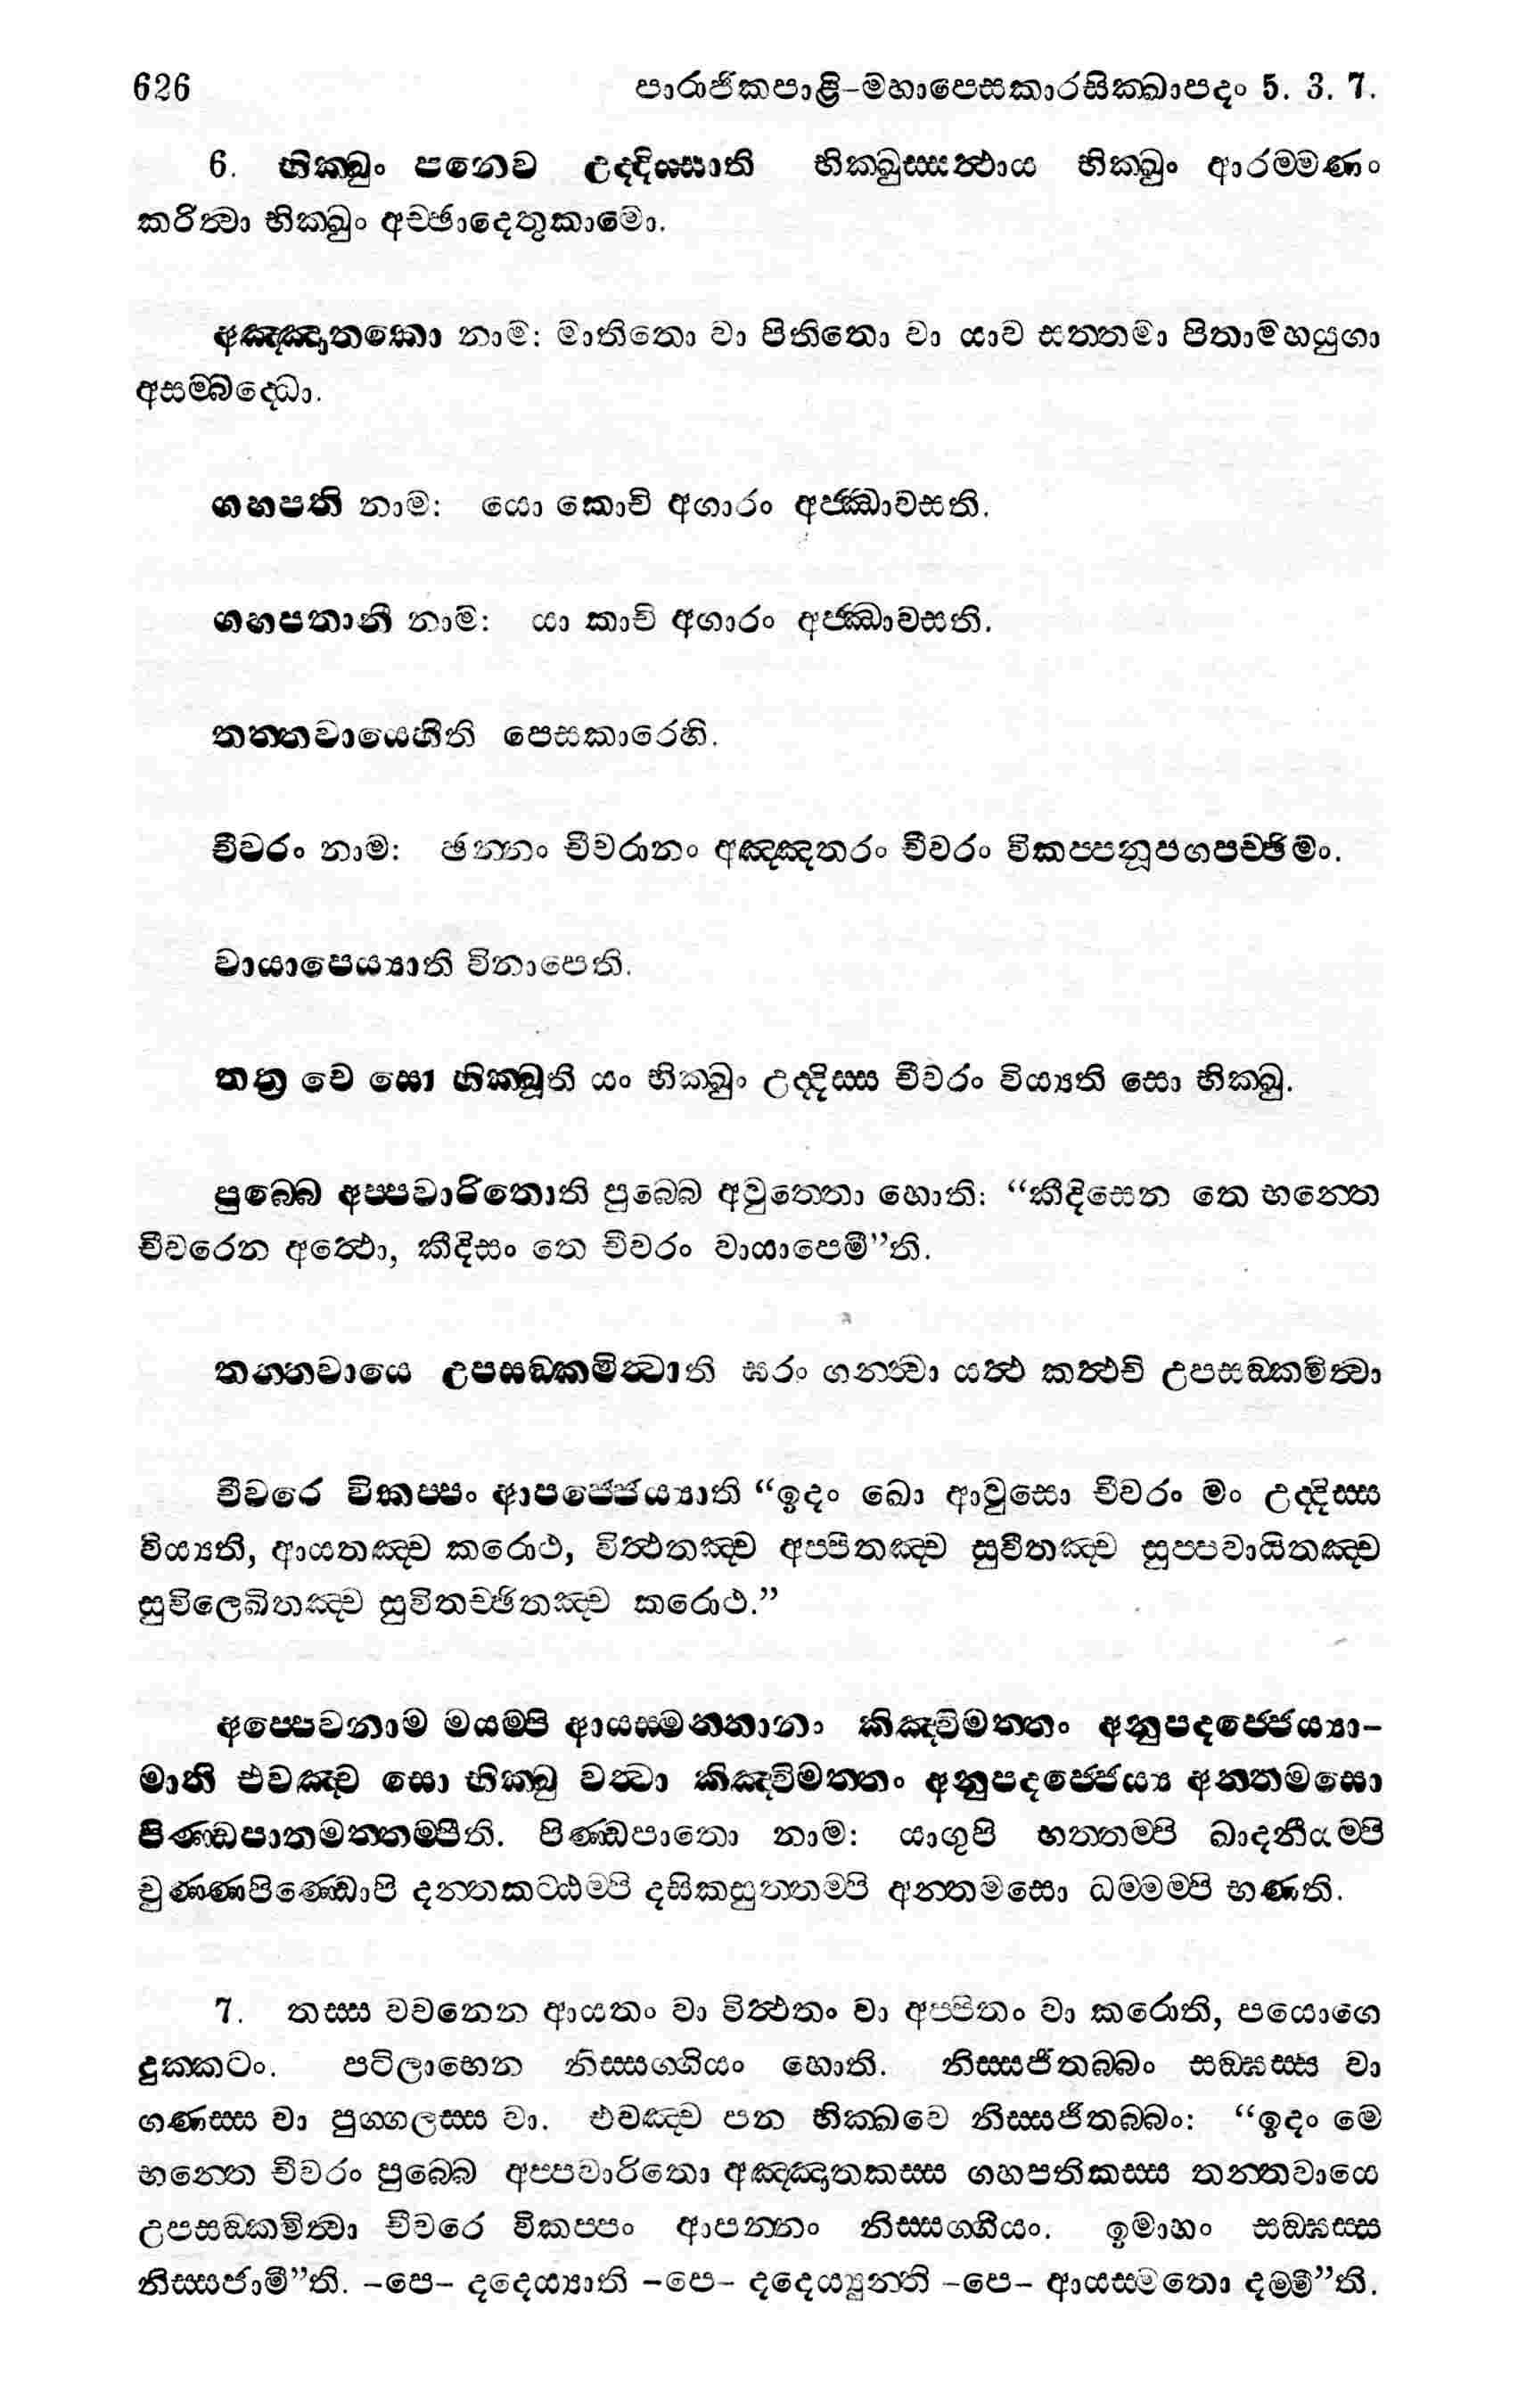 626 පාරාජිකපාළි-මහාපෙසකාරසික්ඛාපදං 5. 3. 7.
6. භික්ඛුං පනෙව උද්දිස්සාති භික්ඛුස්සත්ථාය භික්ඛුං ආරම්මණං
කරිත්වා භික්ඛුං අච්ඡාදෙතුකාමො.
අඤ්ඤාතකො නාම: මාතිතො වා පිතිතො වා යාව සත්තමා පිතාමහයුගා
අසම්බද්ධො.
ගහපති නාම: යො කොචි අගාරං අජ්ඣාවසති.
ගහපතානී නාම: යා කාචි අගාරං අජ්ඣාවසති.
තන්තවායෙහීති පෙසකාරෙහි.
චීවරං නාම: ඡන්නං චීවරානං අඤ්ඤතරං චීවරං විකප්පනූපගපච්ඡිමං.
වායාපෙය්‍යාති විනාපෙති.
තත්‍ර චෙ සො භික්ඛූති යං භික්ඛුං උද්දිස්ස චීවරං විය්‍යති සො භික්ඛු.
පුබ්බෙ අප්පවාරිතොති පුබ්බෙ අවුත්තො හොති: “කීදිසෙන තෙ භන්තෙ
චීවරෙන අත්ථො, කීදිසං තෙ චීවරං වායාපෙමී”ති.
තන්තවායෙ උපසඞ්කමිත්වාති ඝරං ගන්ත්වා යත්ථ කත්ථචි උපසඞ්කමිත්වා
චීවරෙ විකප්පං ආපජ්ජෙය්‍යාති “ඉදං ඛො ආවුසො චීවරං මං උද්දිස්ස
විය්‍යති, ආයතඤ්ච කරොථ, විත්ථතඤ්ච අප්පිතඤ්ච සුවීතඤ්ච සුප්පවායිතඤ්ච
සුවිලෙඛිතඤ්ච සුවිතච්ඡිතඤ්ච කරොථ.”
අප්පෙවනාම මයම්පි ආයස්මන්තානං කිඤ්චිමත්තං අනුපදජ්ජෙය්‍යා-
මාති එවඤ්ච සො භික්ඛු වත්වා කිඤ්චිමත්තං අනුපදජ්ජෙය්‍ය අන්තමසො
පිණ්ඩපාතමත්තම්පීති. පිණ්ඩපාතො නාම: යාගුපි භත්තම්පි ඛාදනීයම්පි
චුණ්ණපිණ්ඩොපි දන්තකට්ඨම්පි දසිකසුත්තම්පි අන්තමසො ධම්මම්පි භණති.
7. තස්ස වචනෙන ආයතං වා විත්ථතං වා අප්පිතං වා කරොති, පයොගෙ
දුක්කටං. පටිලාභෙන නිස්සග්ගියං හොති. නිස්සජිතබ්බං සඞ්ඝස්ස වා
ගණස්ස වා පුග්ගලස්ස වා. එවඤ්ච පන භික්ඛවෙ නිස්සජිතබ්බං: “ඉදං මෙ
භන්තෙ චීවරං පුබ්බෙ අප්පවාරිතො අඤ්ඤාතකස්ස ගහපතිකස්ස තන්තවායෙ
උපසඞ්කමිත්වා චීවරෙ විකප්පං ආපන්නං නිස්සග්ගියං. ඉමාහං සඞ්ඝස්ස
නිස්සජාමී”ති. -පෙ- දදෙය්‍යාති -පෙ- දදෙය්‍යුන්ති -පෙ- ආයස්මතො දම්මී”ති.